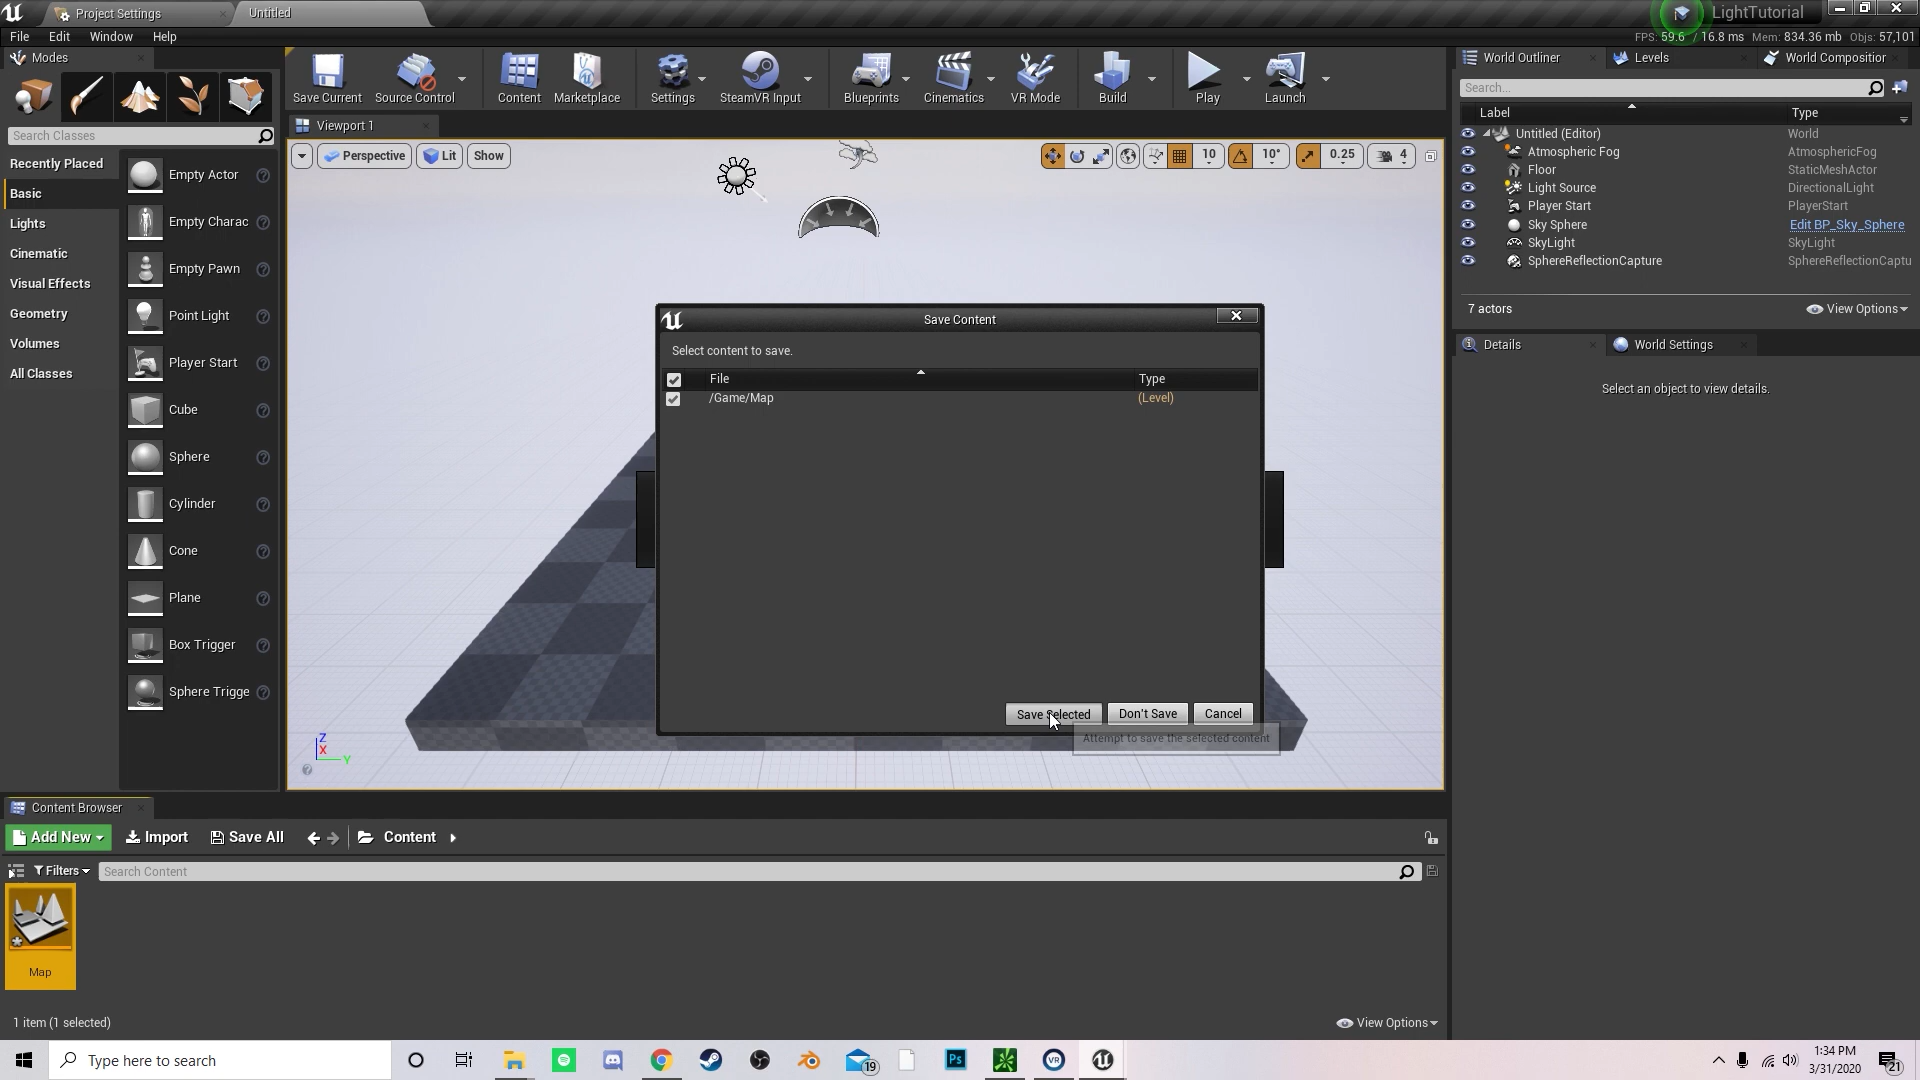 Project Settings
Untitled
LightTutorial
File Edit Window Help
FPS: 59.6 / 16.8 ms Mem: 834.36 mb Objs: 57,101
Modes
Save Current
Source Control
Content
Marketplace
Settings
SteamVR Input
Blueprints
Cinematics
VR Mode
Build
Play
Launch
World Outliner
Levels
World Compositior
Search...
Label Type
Untitled (Editor) World
Atmospheric Fog AtmosphericFog
Floor StaticMeshActor
Light Source DirectionalLight
Player Start PlayerStart
Sky Sphere Edit BP_Sky_Sphere
SkyLight SkyLight
SphereReflectionCapture SphereReflectionCaptu
7 actors
View Options
Details
World Settings
Select an object to view details.
Search Classes
Recently Placed
Basic
Lights
Cinematic
Visual Effects
Geometry
Volumes
All Classes
Empty Actor
Empty Charac
Empty Pawn
Point Light
Player Start
Cube
Sphere
Cylinder
Cone
Plane
Box Trigger
Sphere Trigge
Viewport 1
Perspective
Lit
Show
10
10°
0.25
4
Save Content
Select content to save.
File Type
/Game/Map (Level)
Save Selected
Don't Save
Cancel
Attempt to save the selected content
Z
X
Y
Content Browser
Add New
Import
Save All
Content
Filters
Search Content
Map
1 item (1 selected)
View Options
Type here to search
19
Ps
VR
1:34 PM
3/31/2020
21